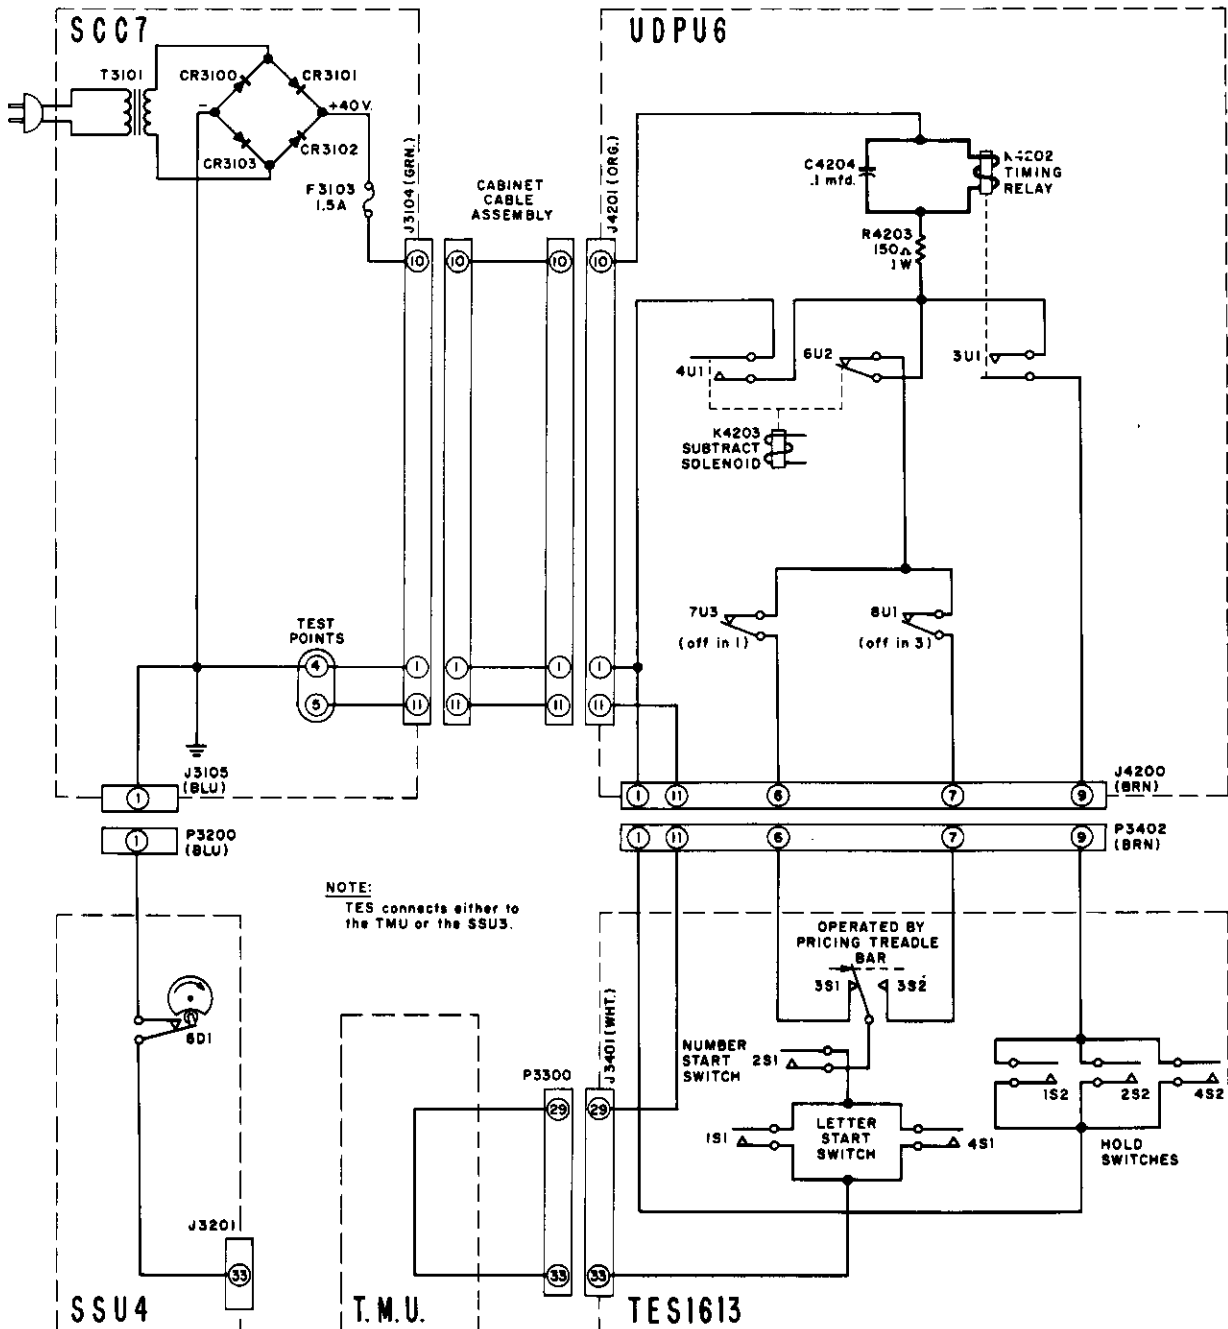 SCC7
T3101
CR3100
CR3101
-
+40V.
CR3103
CR3102
F3103
1.5A
J3104 (GRN.)
CABINET
CABLE
ASSEMBLY
J4201 (ORG.)
10
10
10
10
TEST
POINTS
4
5
1
1
1
1
11
11
11
11
J3105
(BLU)
1
P3200
(BLU)
1
UDPU6
C4204
.1 mfd.
K4202
TIMING
RELAY
R4203
150Ω
1W
4U1
6U2
3U1
K4203
SUBTRACT
SOLENOID
7U3
(off in 1)
8U1
(off in 3)
J4200
(BRN)
1
11
6
7
9
P3402
(BRN)
1
11
6
7
9
NOTE:
TES connects either to
the TMU or the SSU3.
6D1
J3201
33
SSU4
P3300
29
33
T.M.U.
J3401 (WHT.)
29
33
OPERATED BY
PRICING TREADLE
BAR
3S1
3S2
NUMBER
START
SWITCH
2S1
1S1
LETTER
START
SWITCH
4S1
1S2
2S2
4S2
HOLD
SWITCHES
TES1613